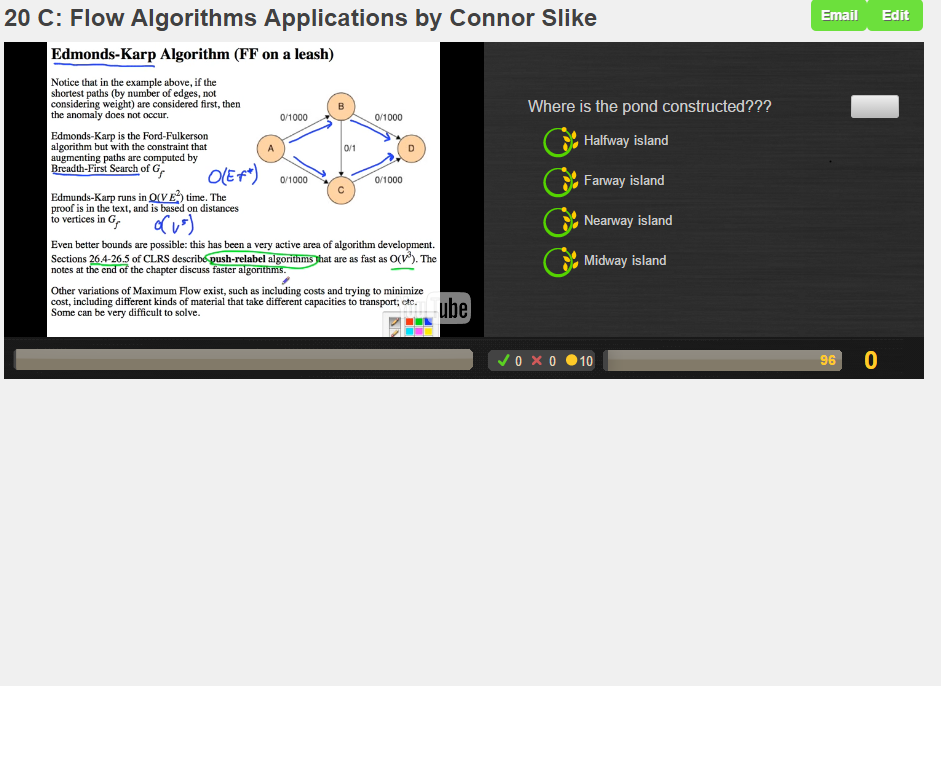 20 C: Flow Algorithms Applications by Connor Slike
Email
Edit
Edmonds-Karp Algorithm (FF on a leash)
Notice that in the example above, if the
shortest paths (by number of edges, not
considering weight) are considered first, then
the anomaly does not occur.
Edmonds-Karp is the Ford-Fulkerson
algorithm but with the constraint that
augmenting paths are computed by
Breadth-First Search of Gf
O(E f*)
Edmunds-Karp runs in O(V E²) time. The
proof is in the text, and is based on distances
to vertices in Gf
O(V⁵)
0/1000
B
0/1000
A
0/1
D
0/1000
C
0/1000
Even better bounds are possible: this has been a very active area of algorithm development.
Sections 26.4-26.5 of CLRS describe push-relabel algorithms that are as fast as O(V³). The
notes at the end of the chapter discuss faster algorithms.
Other variations of Maximum Flow exist, such as including costs and trying to minimize
cost, including different kinds of material that take different capacities to transport; etc.
Some can be very difficult to solve.
ube
Where is the pond constructed???
Halfway island
Farway island
Nearway island
Midway island
0
0
10
96
0